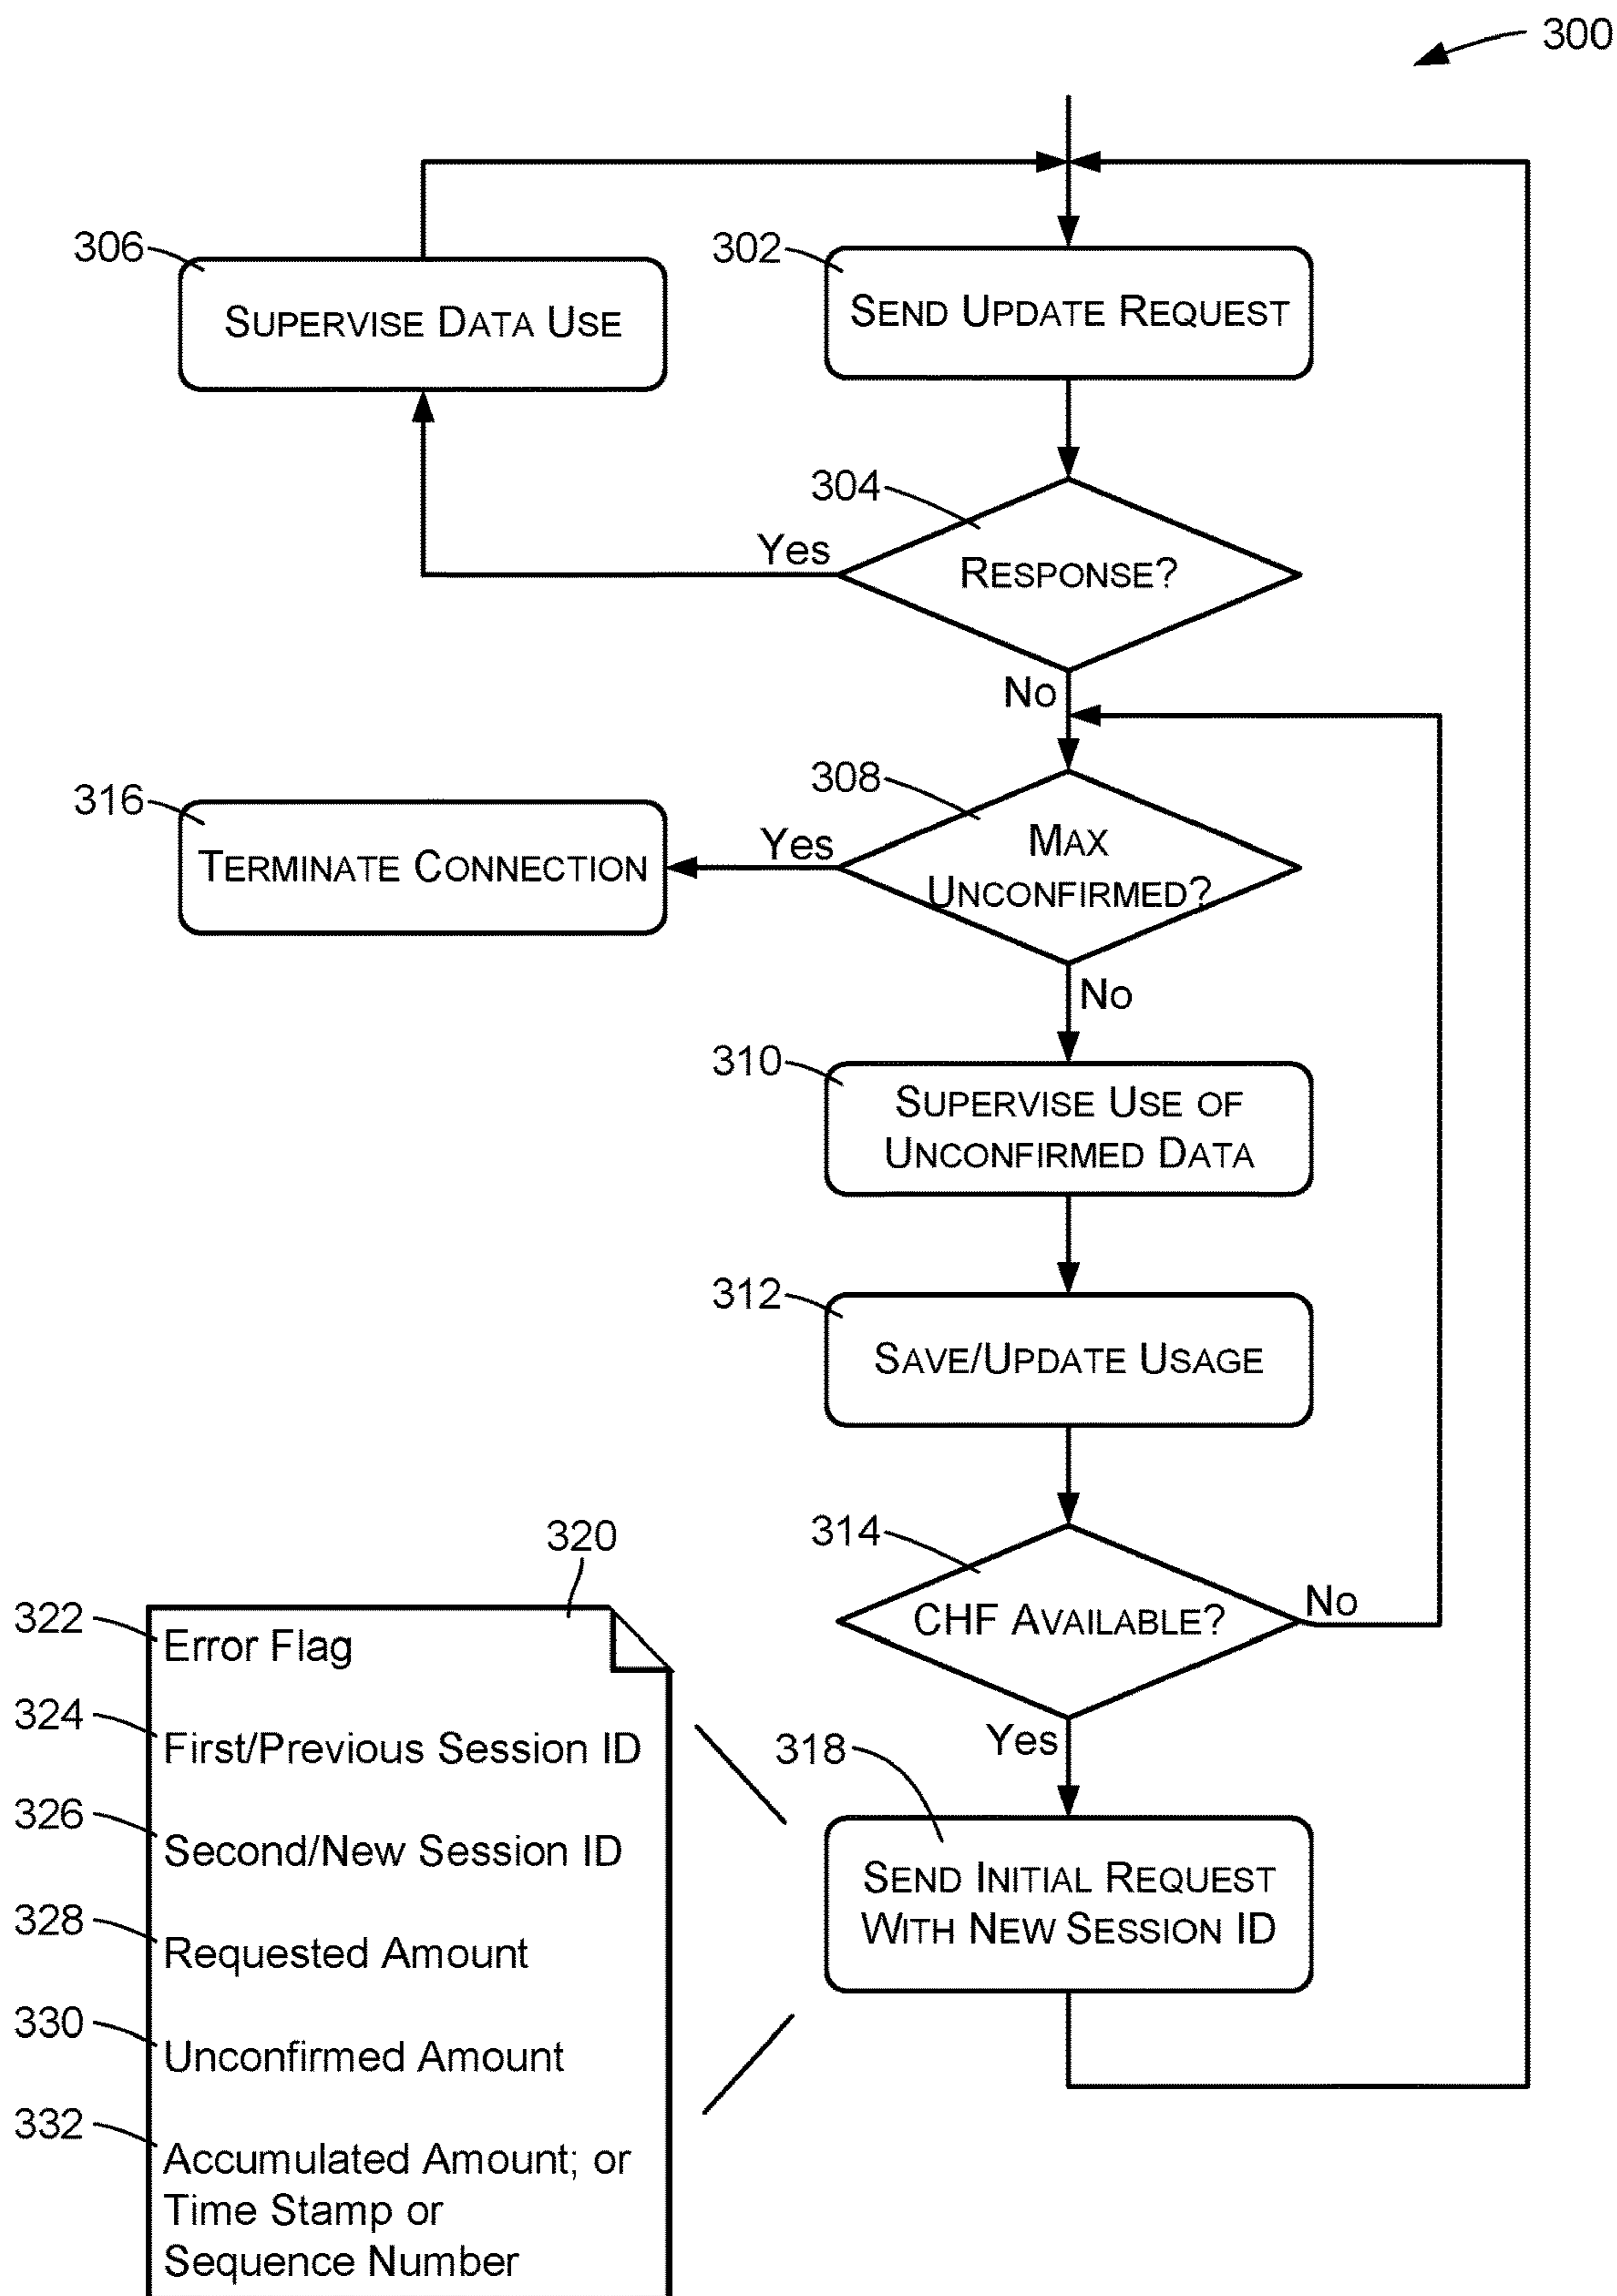 300
306
SUPERVISE DATA USE
302
SEND UPDATE REQUEST
304
Yes
RESPONSE?
No
308
316
TERMINATE CONNECTION
Yes
MAX
UNCONFIRMED?
No
310
SUPERVISE USE OF
UNCONFIRMED DATA
312
SAVE/UPDATE USAGE
314
CHF AVAILABLE?
No
Yes
318
SEND INITIAL REQUEST
WITH NEW SESSION ID
320
322
Error Flag
324
First/Previous Session ID
326
Second/New Session ID
328
Requested Amount
330
Unconfirmed Amount
332
Accumulated Amount; or
Time Stamp or
Sequence Number